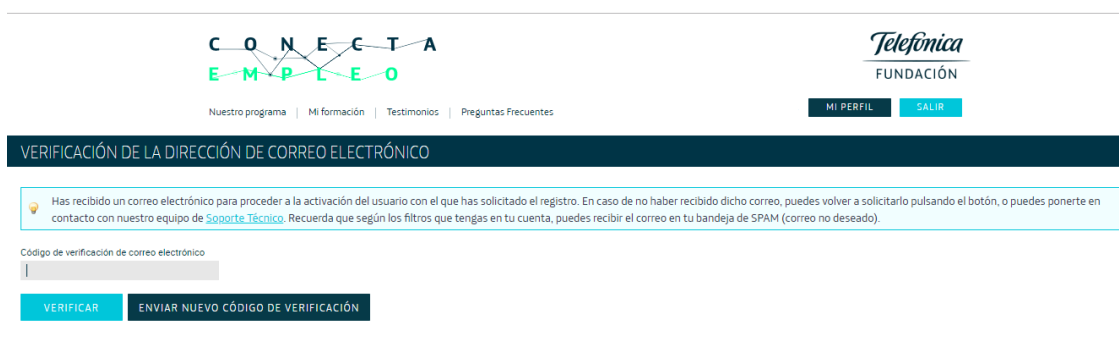 CONECTA
EMPLEO
Telefónica
FUNDACIÓN
Nuestro programa | Mi formación | Testimonios | Preguntas Frecuentes
MI PERFIL
SALIR
VERIFICACIÓN DE LA DIRECCIÓN DE CORREO ELECTRÓNICO
Has recibido un correo electrónico para proceder a la activación del usuario con el que has solicitado el registro. En caso de no haber recibido dicho correo, puedes volver a solicitarlo pulsando el botón, o puedes ponerte en
contacto con nuestro equipo de Soporte Técnico. Recuerda que según los filtros que tengas en tu cuenta, puedes recibir el correo en tu bandeja de SPAM (correo no deseado).
Código de verificación de correo electrónico
VERIFICAR
ENVIAR NUEVO CÓDIGO DE VERIFICACIÓN